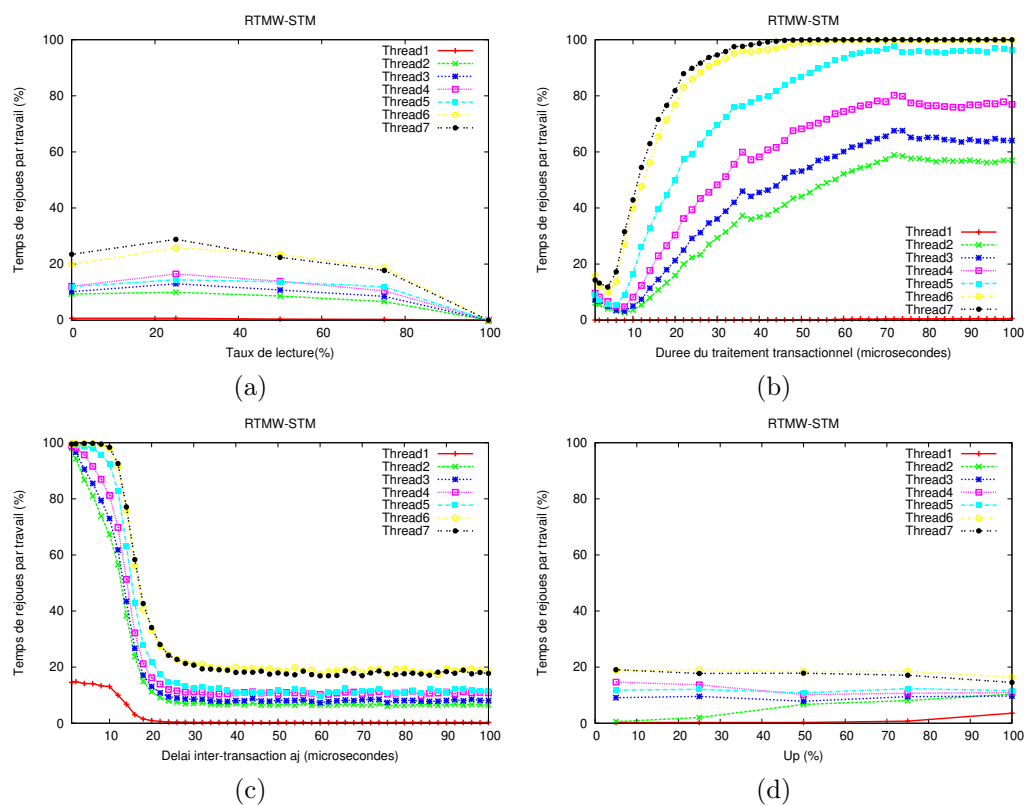 RTMW-STM
Temps de rejoues par travail (%)
100
80
60
40
20
0
0 20 40 60 80 100
Taux de lecture(%)
Thread1
Thread2
Thread3
Thread4
Thread5
Thread6
Thread7
(a)
RTMW-STM
Temps de rejoues par travail (%)
100
80
60
40
20
0
10 20 30 40 50 60 70 80 90 100
Duree du traitement transactionnel (microsecondes)
Thread1
Thread2
Thread3
Thread4
Thread5
Thread6
Thread7
(b)
RTMW-STM
Temps de rejoues par travail (%)
100
80
60
40
20
0
10 20 30 40 50 60 70 80 90 100
Delai inter-transaction aj (microsecondes)
Thread1
Thread2
Thread3
Thread4
Thread5
Thread6
Thread7
(c)
RTMW-STM
Temps de rejoues par travail (%)
100
80
60
40
20
0
0 20 40 60 80 100
Up (%)
Thread1
Thread2
Thread3
Thread4
Thread5
Thread6
Thread7
(d)